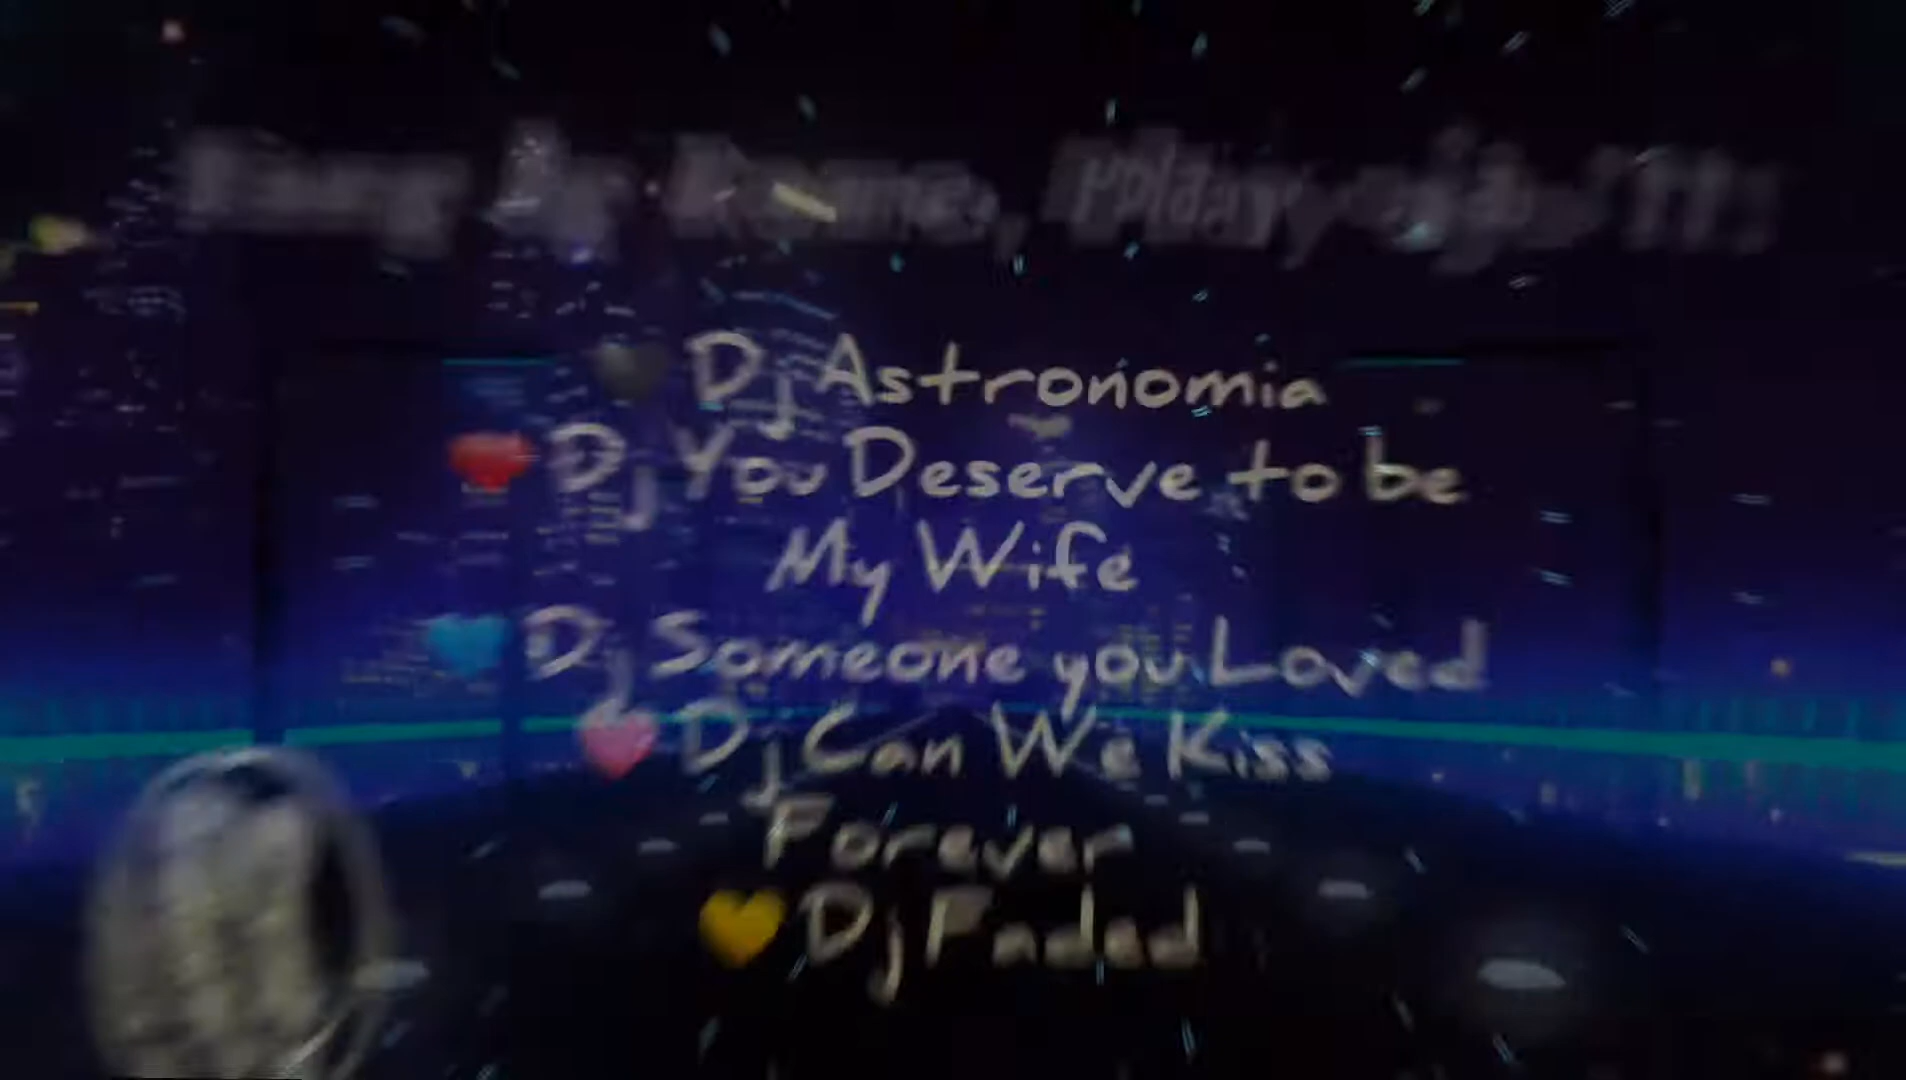 🖤 Dj Astronomia
❤️ Dj You Deserve to be
My Wife
💙 Dj Someone you Loved
💗 Dj Can We Kiss
Forever
💛 Dj Faded